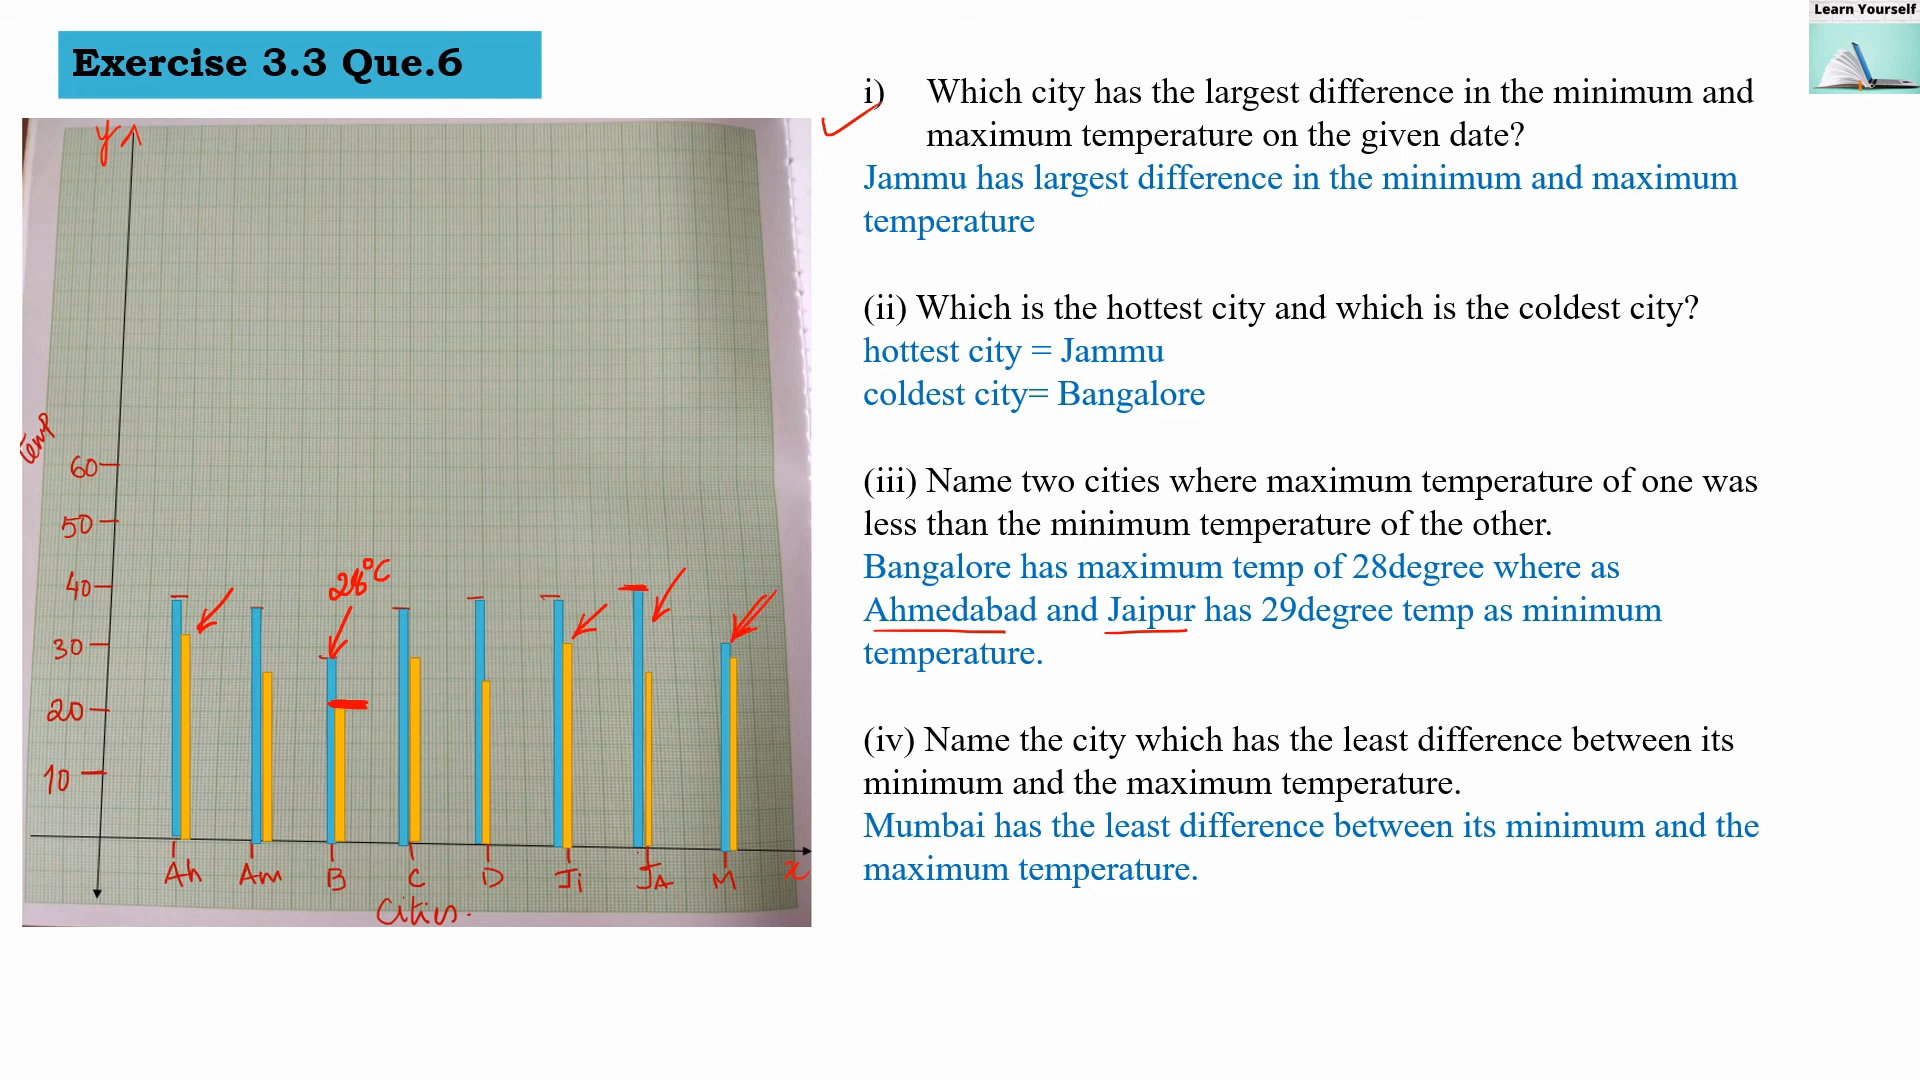 Learn Yourself
Exercise 3.3 Que.6
i) Which city has the largest difference in the minimum and
maximum temperature on the given date?
Jammu has largest difference in the minimum and maximum
temperature
(ii) Which is the hottest city and which is the coldest city?
hottest city = Jammu
coldest city= Bangalore
(iii) Name two cities where maximum temperature of one was
less than the minimum temperature of the other.
Bangalore has maximum temp of 28degree where as
Ahmedabad and Jaipur has 29degree temp as minimum
temperature.
(iv) Name the city which has the least difference between its
minimum and the maximum temperature.
Mumbai has the least difference between its minimum and the
maximum temperature.
y
Temp
60
50
40
30
20
10
28°C
Ah Am B C D Ji JA M x
Cities.